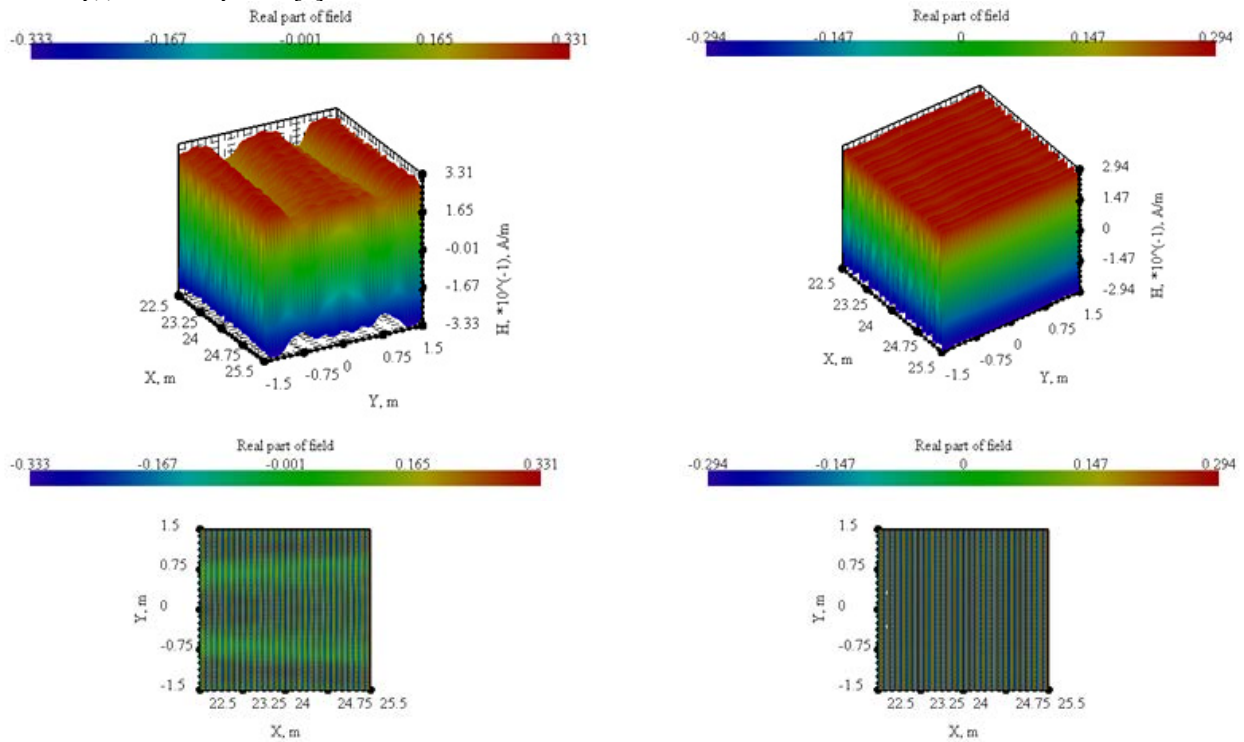 Real part of field
-0.333 -0.167 -0.001 0.165 0.331
3.31
1.65
-0.01
-1.67
-3.33
H, *10^(-1), A/m
22.5
23.25
24
24.75
25.5
X, m
-1.5
-0.75
0
0.75
1.5
Y, m
Real part of field
-0.294 -0.147 0 0.147 0.294
2.94
1.47
0
-1.47
-2.94
H, *10^(-1), A/m
22.5
23.25
24
24.75
25.5
X, m
-1.5
-0.75
0
0.75
1.5
Y, m
Real part of field
-0.333 -0.167 -0.001 0.165 0.331
1.5
0.75
0
-0.75
-1.5
Y, m
22.5 23.25 24 24.75 25.5
X, m
Real part of field
-0.294 -0.147 0 0.147 0.294
1.5
0.75
0
-0.75
-1.5
Y, m
22.5 23.25 24 24.75 25.5
X, m